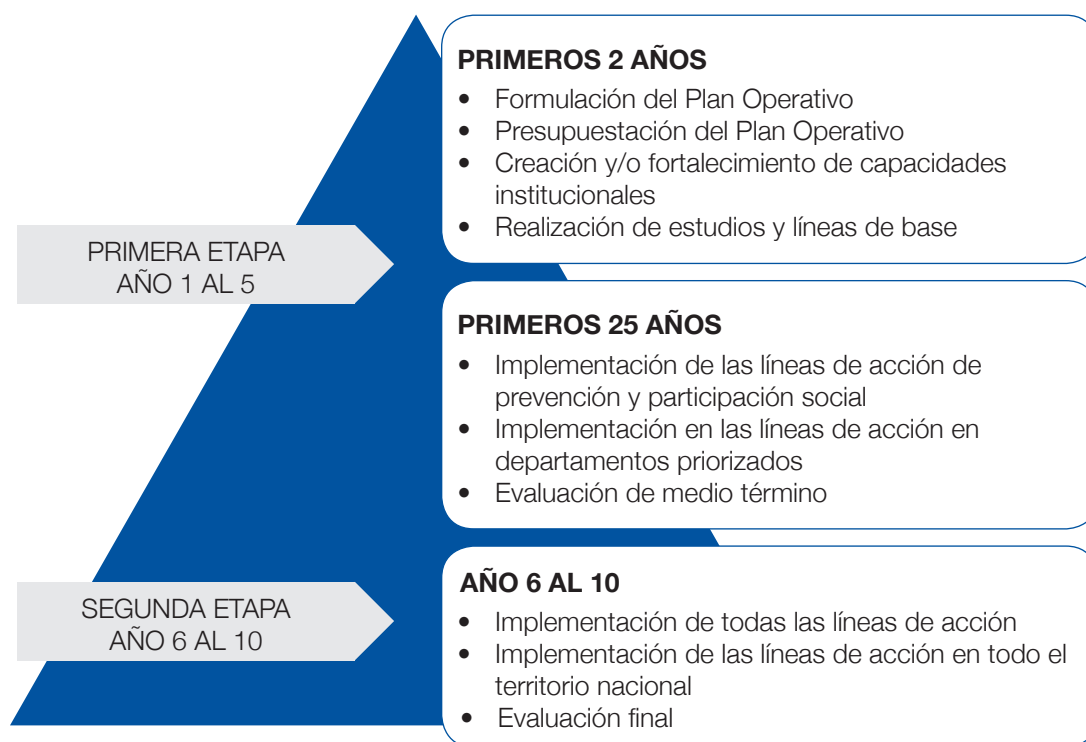 PRIMERA ETAPA
AÑO 1 AL 5
PRIMEROS 2 AÑOS
• Formulación del Plan Operativo
• Presupuestación del Plan Operativo
• Creación y/o fortalecimiento de capacidades
institucionales
• Realización de estudios y líneas de base
PRIMEROS 25 AÑOS
• Implementación de las líneas de acción de
prevención y participación social
• Implementación en las líneas de acción en
departamentos priorizados
• Evaluación de medio término
SEGUNDA ETAPA
AÑO 6 AL 10
AÑO 6 AL 10
• Implementación de todas las líneas de acción
• Implementación de las líneas de acción en todo el
territorio nacional
• Evaluación final